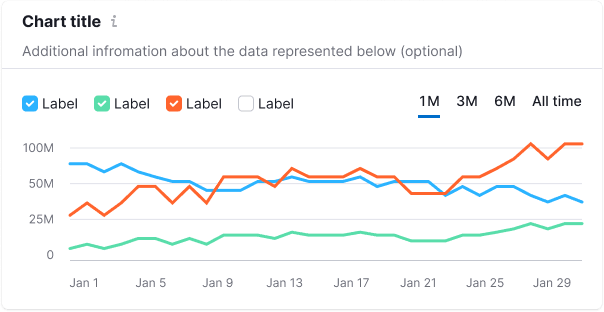 Chart title
Additional infromation about the data represented below (optional)
Label Label Label Label 1M 3M 6M All time
100M
50M
25M
0
Jan 1 Jan 5 Jan 9 Jan 13 Jan 17 Jan 21 Jan 25 Jan 29